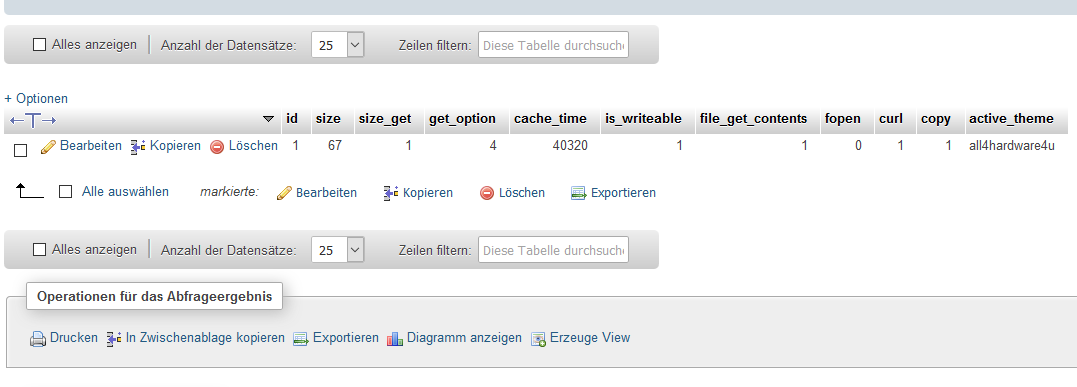 Alles anzeigen Anzahl der Datensätze: 25 Zeilen filtern: Diese Tabelle durchsuche
+ Optionen
←T→ id size size_get get_option cache_time is_writeable file_get_contents fopen curl copy active_theme
Bearbeiten Kopieren Löschen 1 67 1 4 40320 1 1 0 1 1 all4hardware4u
Alle auswählen markierte: Bearbeiten Kopieren Löschen Exportieren
Alles anzeigen Anzahl der Datensätze: 25 Zeilen filtern: Diese Tabelle durchsuche
Operationen für das Abfrageergebnis
Drucken In Zwischenablage kopieren Exportieren Diagramm anzeigen Erzeuge View